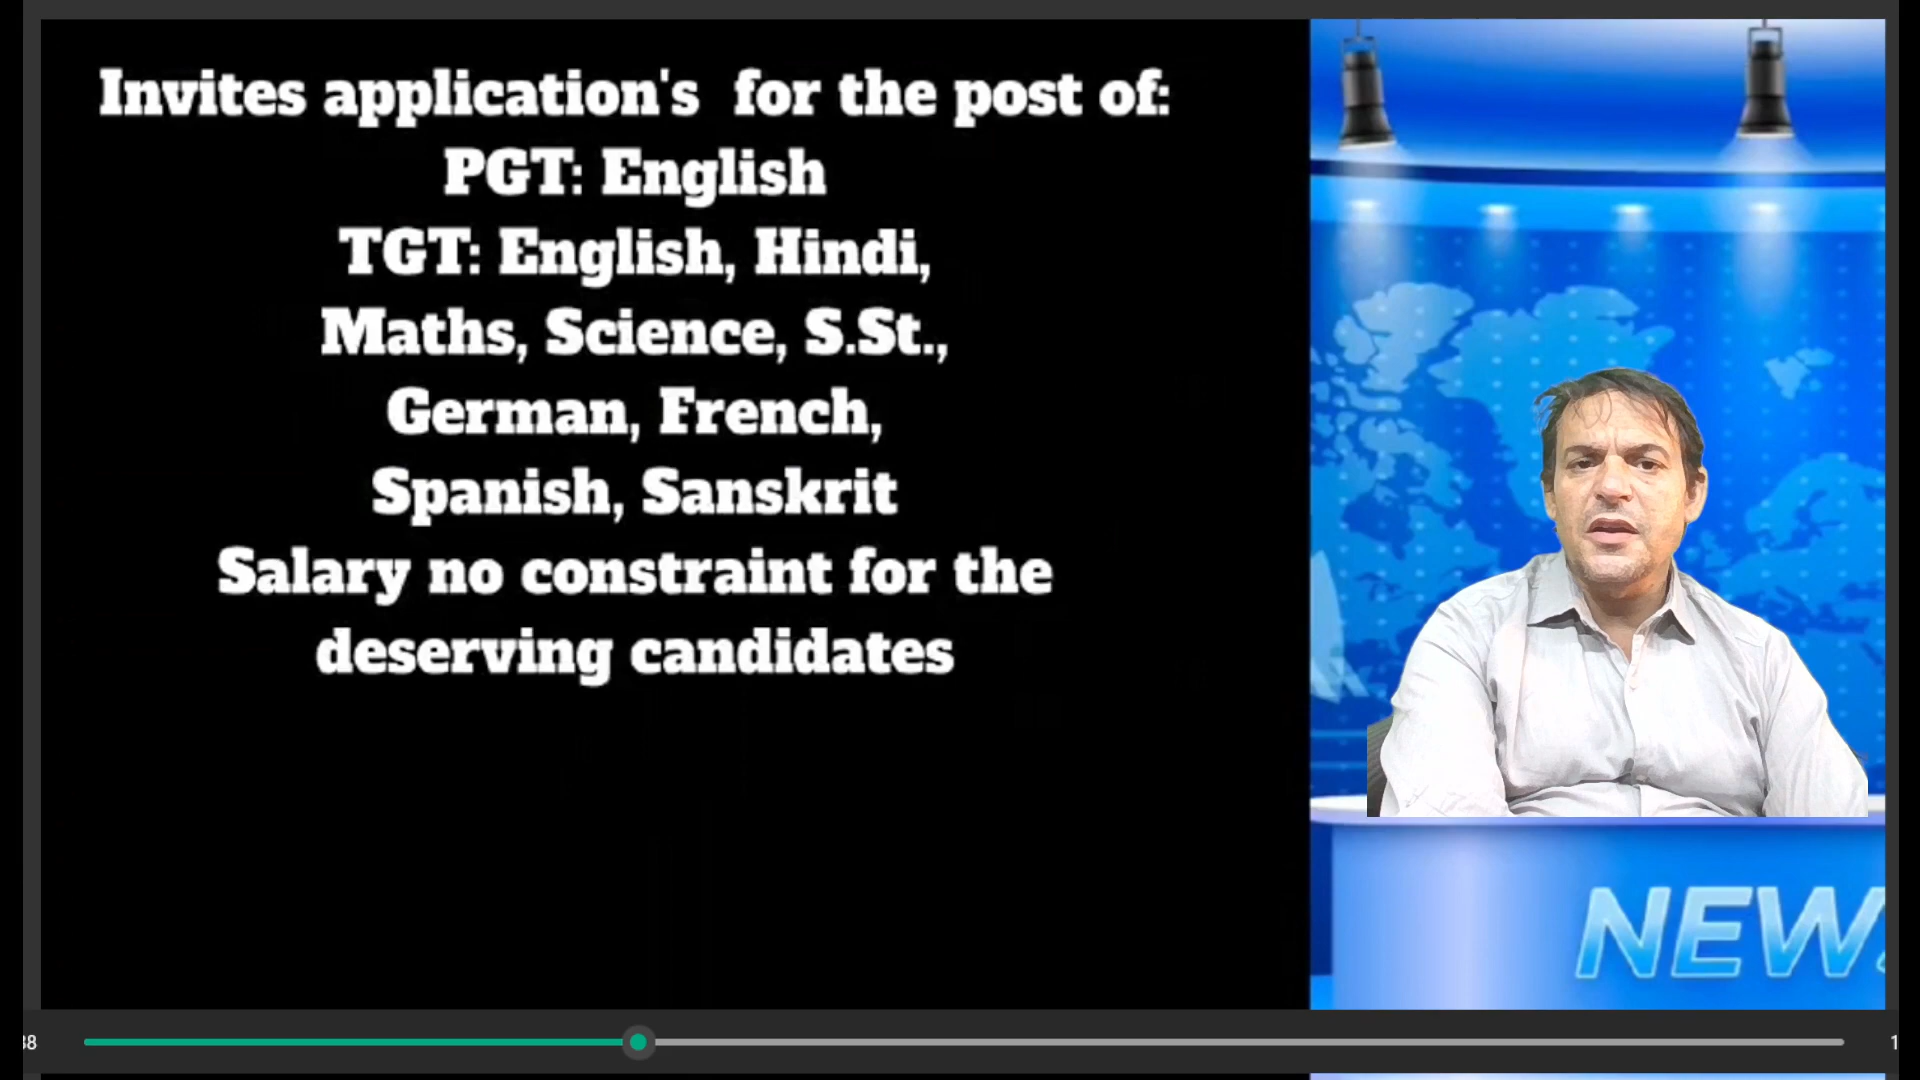 Invites application's for the post of:
PGT: English
TGT: English, Hindi,
Maths, Science, S.St.,
German, French,
Spanish, Sanskrit
Salary no constraint for the
deserving candidates
NEW